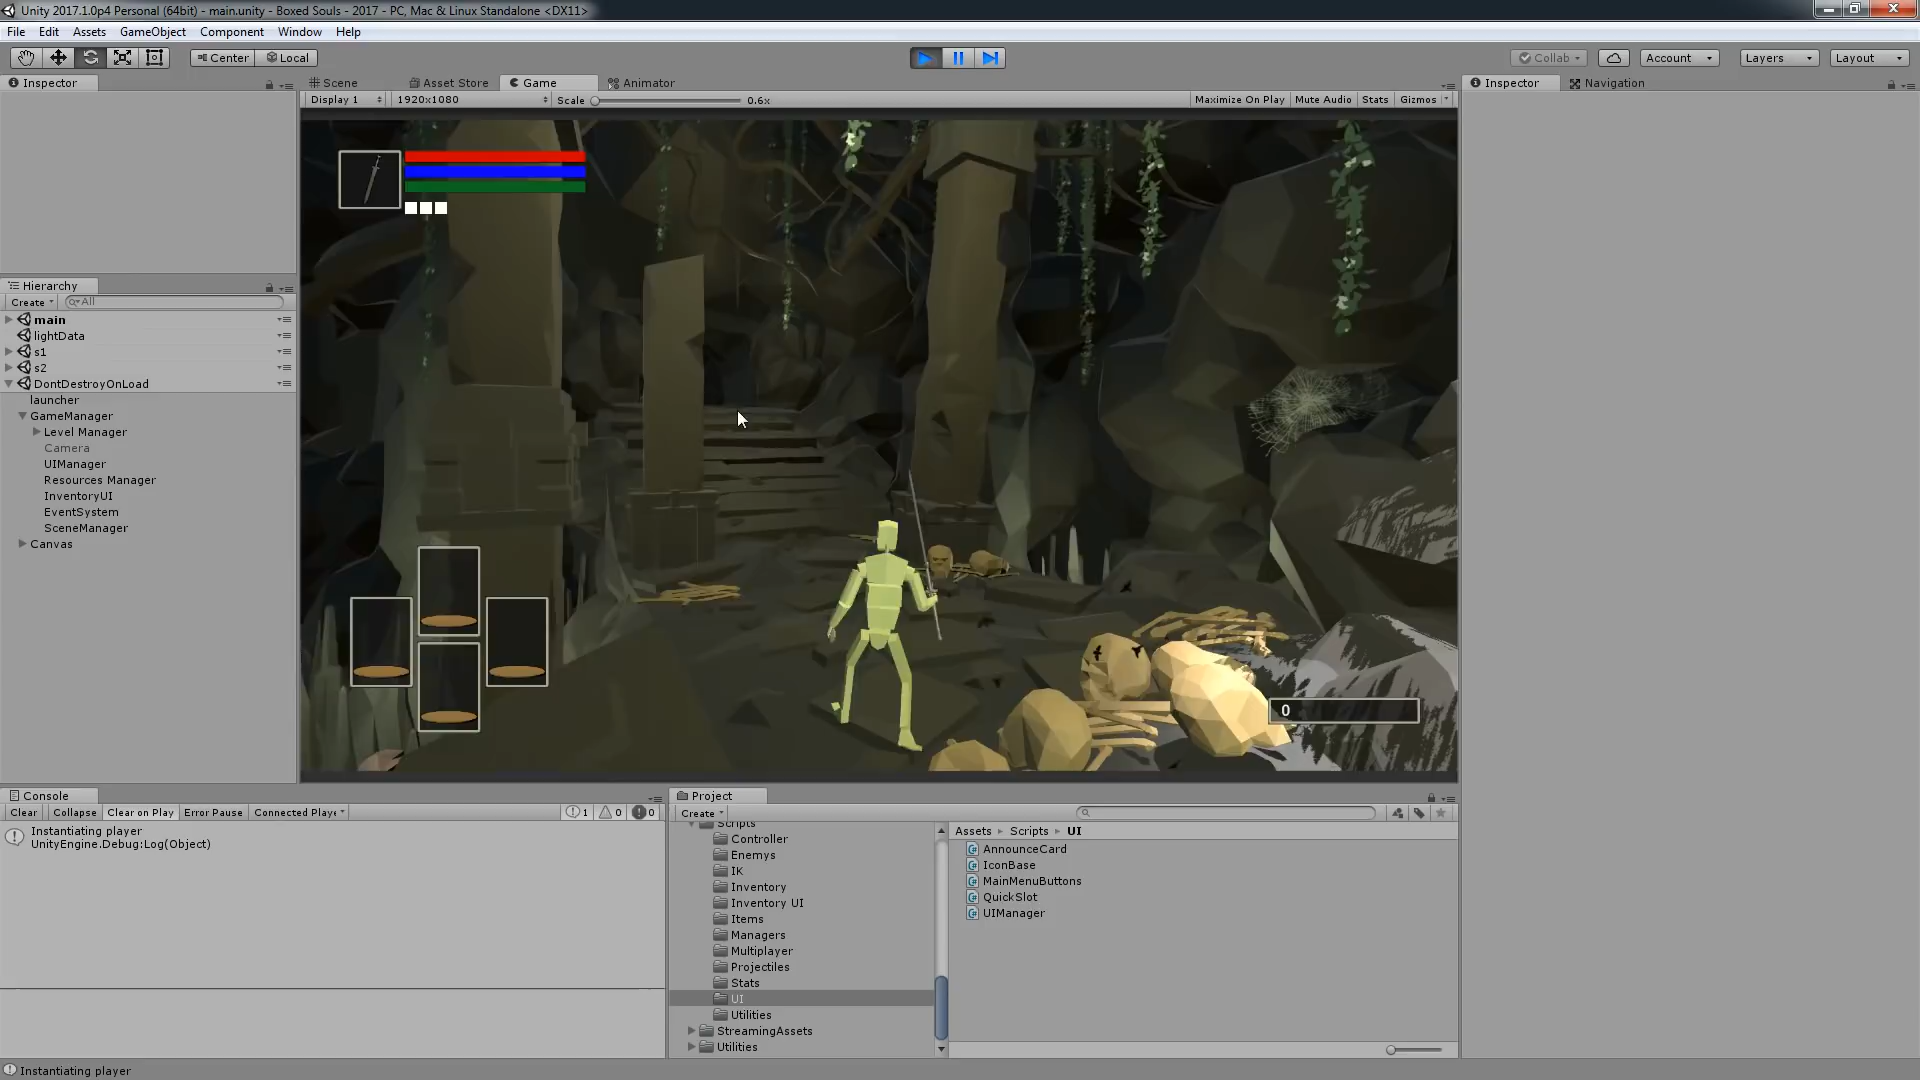 Unity 2017.1.0p4 Personal (64bit) - main.unity - Boxed Souls - 2017 - PC, Mac & Linux Standalone <DX11>
File Edit Assets GameObject Component Window Help
Center Local Collab Account Layers Layout
Inspector Scene Asset Store Game Animator Inspector Navigation
Display 1 1920x1080 Scale 0.6x Maximize On Play Mute Audio Stats Gizmos
Hierarchy
Create All
main
lightData
s1
s2
DontDestroyOnLoad
launcher
GameManager
Level Manager
Camera
UIManager
Resources Manager
InventoryUI
EventSystem
SceneManager
Canvas
0
Console
Clear Collapse Clear on Play Error Pause Connected Playe 1 0 0
Instantiating player
UnityEngine.Debug:Log(Object)
Project
Create
Scripts
Controller
Enemys
IK
Inventory
Inventory UI
Items
Managers
Multiplayer
Projectiles
Stats
UI
Utilities
StreamingAssets
Utilities
Assets Scripts UI
AnnounceCard
IconBase
MainMenuButtons
QuickSlot
UIManager
Instantiating player